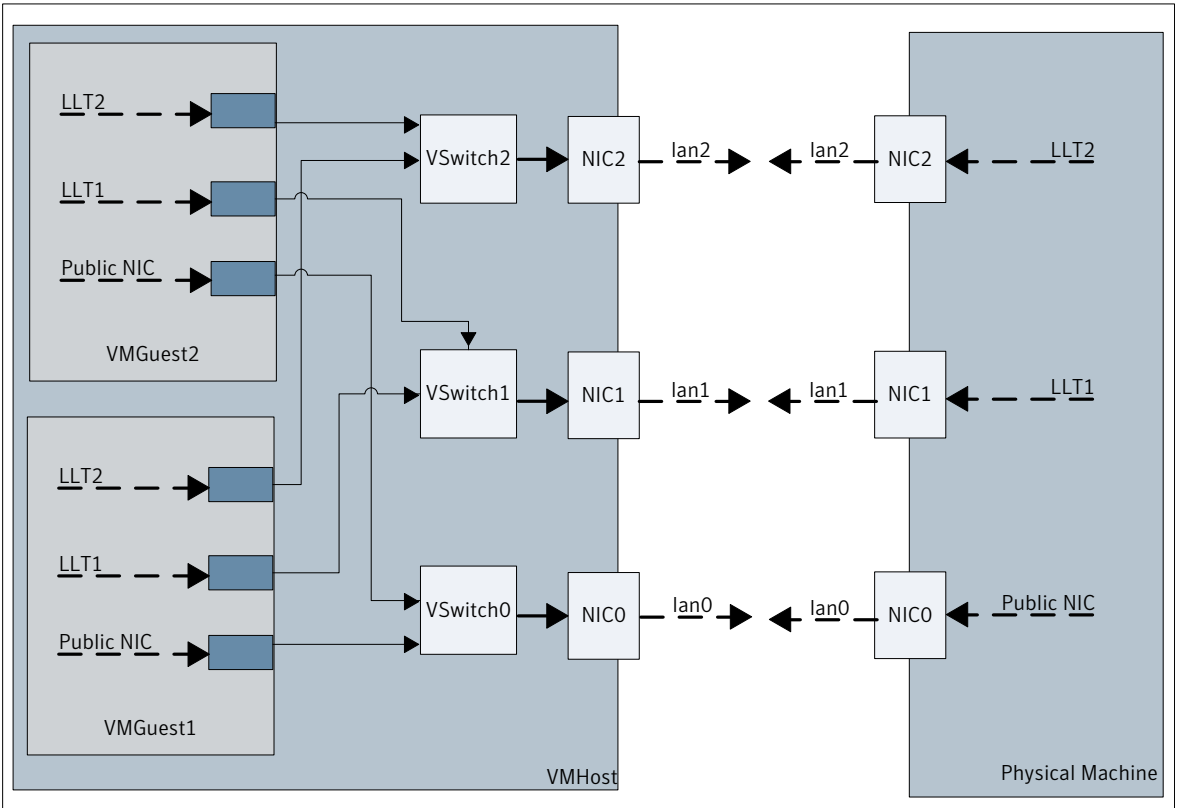 LLT2
LLT1
Public NIC
VMGuest2
LLT2
LLT1
Public NIC
VMGuest1
VSwitch2
VSwitch1
VSwitch0
NIC2
NIC1
NIC0
VMHost
lan2
lan2
lan1
lan1
lan0
lan0
NIC2
NIC1
NIC0
LLT2
LLT1
Public NIC
Physical Machine